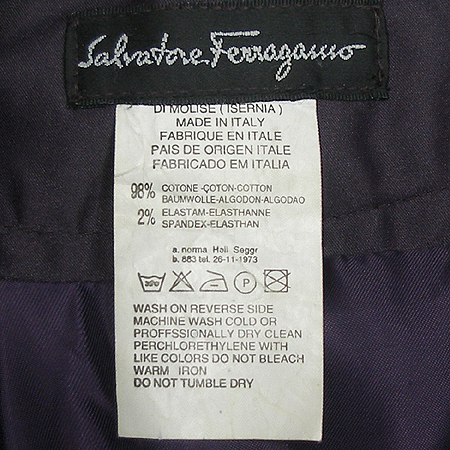 Salvatore Ferragamo
DI MOLISE (ISERNIA)
MADE IN ITALY
FABRIQUE EN ITALE
PAIS DE ORIGEN ITALE
FABRICADO EM ITALIA
98% COTONE-COTON-COTTON
BAUMWOLLE-ALGODON-ALGODAO
2% ELASTAM-ELASTHANNE
SPANDEX-ELASTHAN
a. norma Hall Seggr
b. 883 tel. 26-11-1973
P
WASH ON REVERSE SIDE
MACHINE WASH COLD OR
PROFFSSIONALLY DRY CLEAN
PERCHLORETHYLENE WITH
LIKE COLORS DO NOT BLEACH
WARM IRON
DO NOT TUMBLE DRY